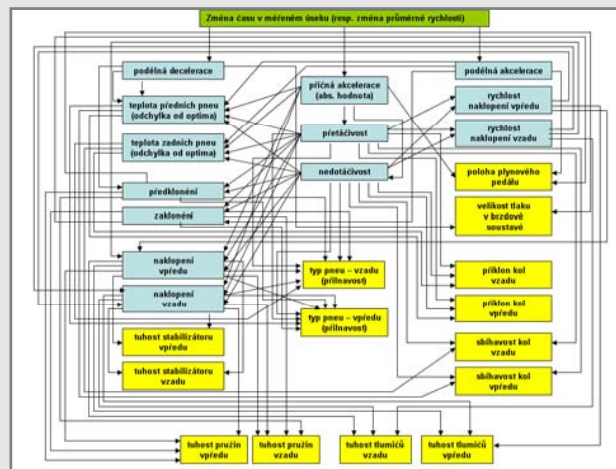 Změna času v měřeném úseku (resp. změna průměrné rychlosti)
podélná decelerace
teplota předních pneu
(odchylka od optima)
teplota zadních pneu
(odchylka od optima)
předklonění
zaklonění
naklopení
vpředu
naklopení
vzadu
tuhost stabilizátoru
vpředu
tuhost stabilizátoru
vzadu
příčná akcelerace
(abs. hodnota)
přetáčivost
nedotáčivost
typ pneu – vzadu
(přilnavost)
typ pneu – vpředu
(přilnavost)
podélná akcelerace
rychlost
naklopení vpředu
rychlost
naklopení vzadu
poloha plynového
pedálu
velikost tlaku
v brzdové
soustavě
příklon kol
vzadu
příklon kol
vpředu
sbíhavost kol
vzadu
sbíhavost kol
vpředu
tuhost pružin
vpředu
tuhost pružin
vzadu
tuhost tlumičů
vzadu
tuhost tlumičů
vpředu